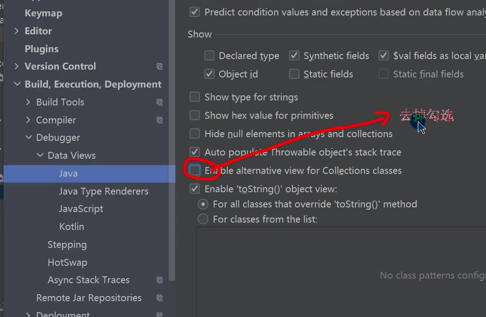 Keymap
Editor
Plugins
Version Control
Build, Execution, Deployment
Build Tools
Compiler
Debugger
Data Views
Java
Java Type Renderers
JavaScript
Kotlin
Stepping
HotSwap
Async Stack Traces
Remote Jar Repositories
Deployment
Predict condition values and exceptions based on data flow analy
Show
Declared type
Synthetic fields
$val fields as local var
Object id
Static fields
Static final fields
Show type for strings
Show hex value for primitives
去掉勾选
Hide null elements in arrays and collections
Auto populate Throwable object's stack trace
Enable alternative view for Collections classes
Enable 'toString()' object view:
For all classes that override 'toString()' method
For classes from the list:
No class patterns config